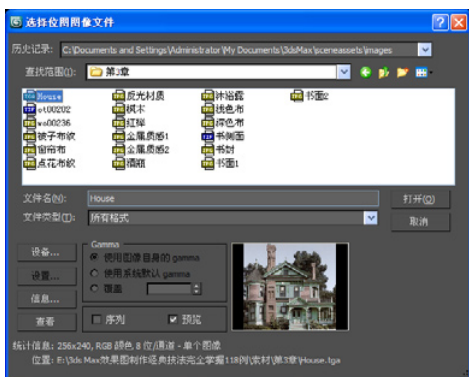 选择位图图像文件
历史记录: C:\Documents and Settings\Administrator\My Documents\3dsMax\sceneassets\images
查找范围(I): 第3章
House 反光材质 沐浴露 书面2
ot00202 枫木 浅色布
wo00236 红榉 深色布
被子布纹 金属质感1 书侧面
窗帘布 金属质感2 书封
点花布纹 酒瓶 书面1
文件名(N): House 打开(O)
文件类型(T): 所有格式 取消
设备... Gamma
使用图像自身的 gamma
设置... 使用系统默认 gamma
信息... 覆盖
查看 序列 预览
统计信息: 256x240, RGB 颜色, 8 位/通道 - 单个图像
位置: E:\3ds Max效果图制作经典技法完全掌握118例\素材\第3章\House.tga